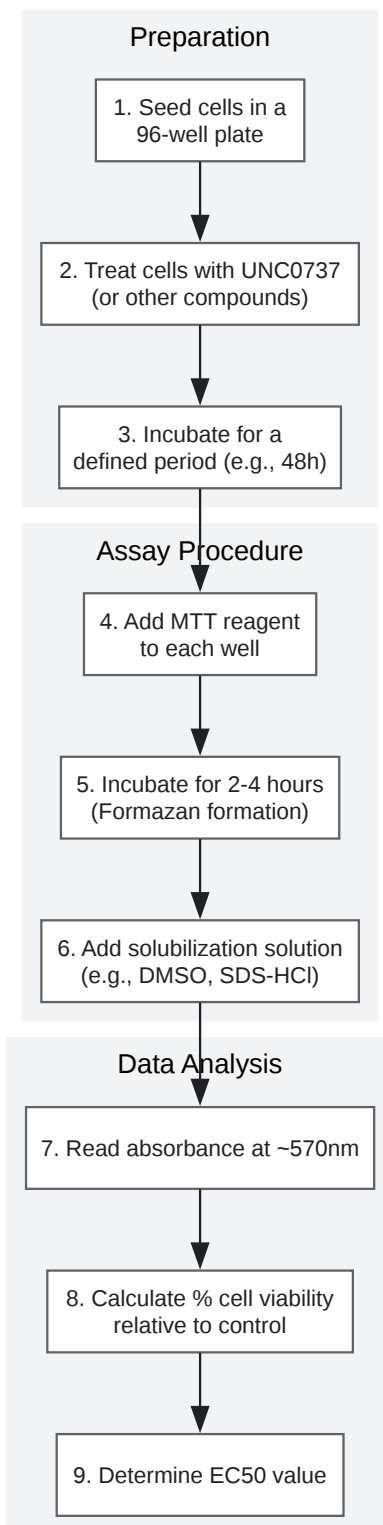 Preparation
1. Seed cells in a
96-well plate
2. Treat cells with UNC0737
(or other compounds)
3. Incubate for a
defined period (e.g., 48h)
Assay Procedure
4. Add MTT reagent
to each well
5. Incubate for 2-4 hours
(Formazan formation)
6. Add solubilization solution
(e.g., DMSO, SDS-HCl)
Data Analysis
7. Read absorbance at ~570nm
8. Calculate % cell viability
relative to control
9. Determine EC50 value